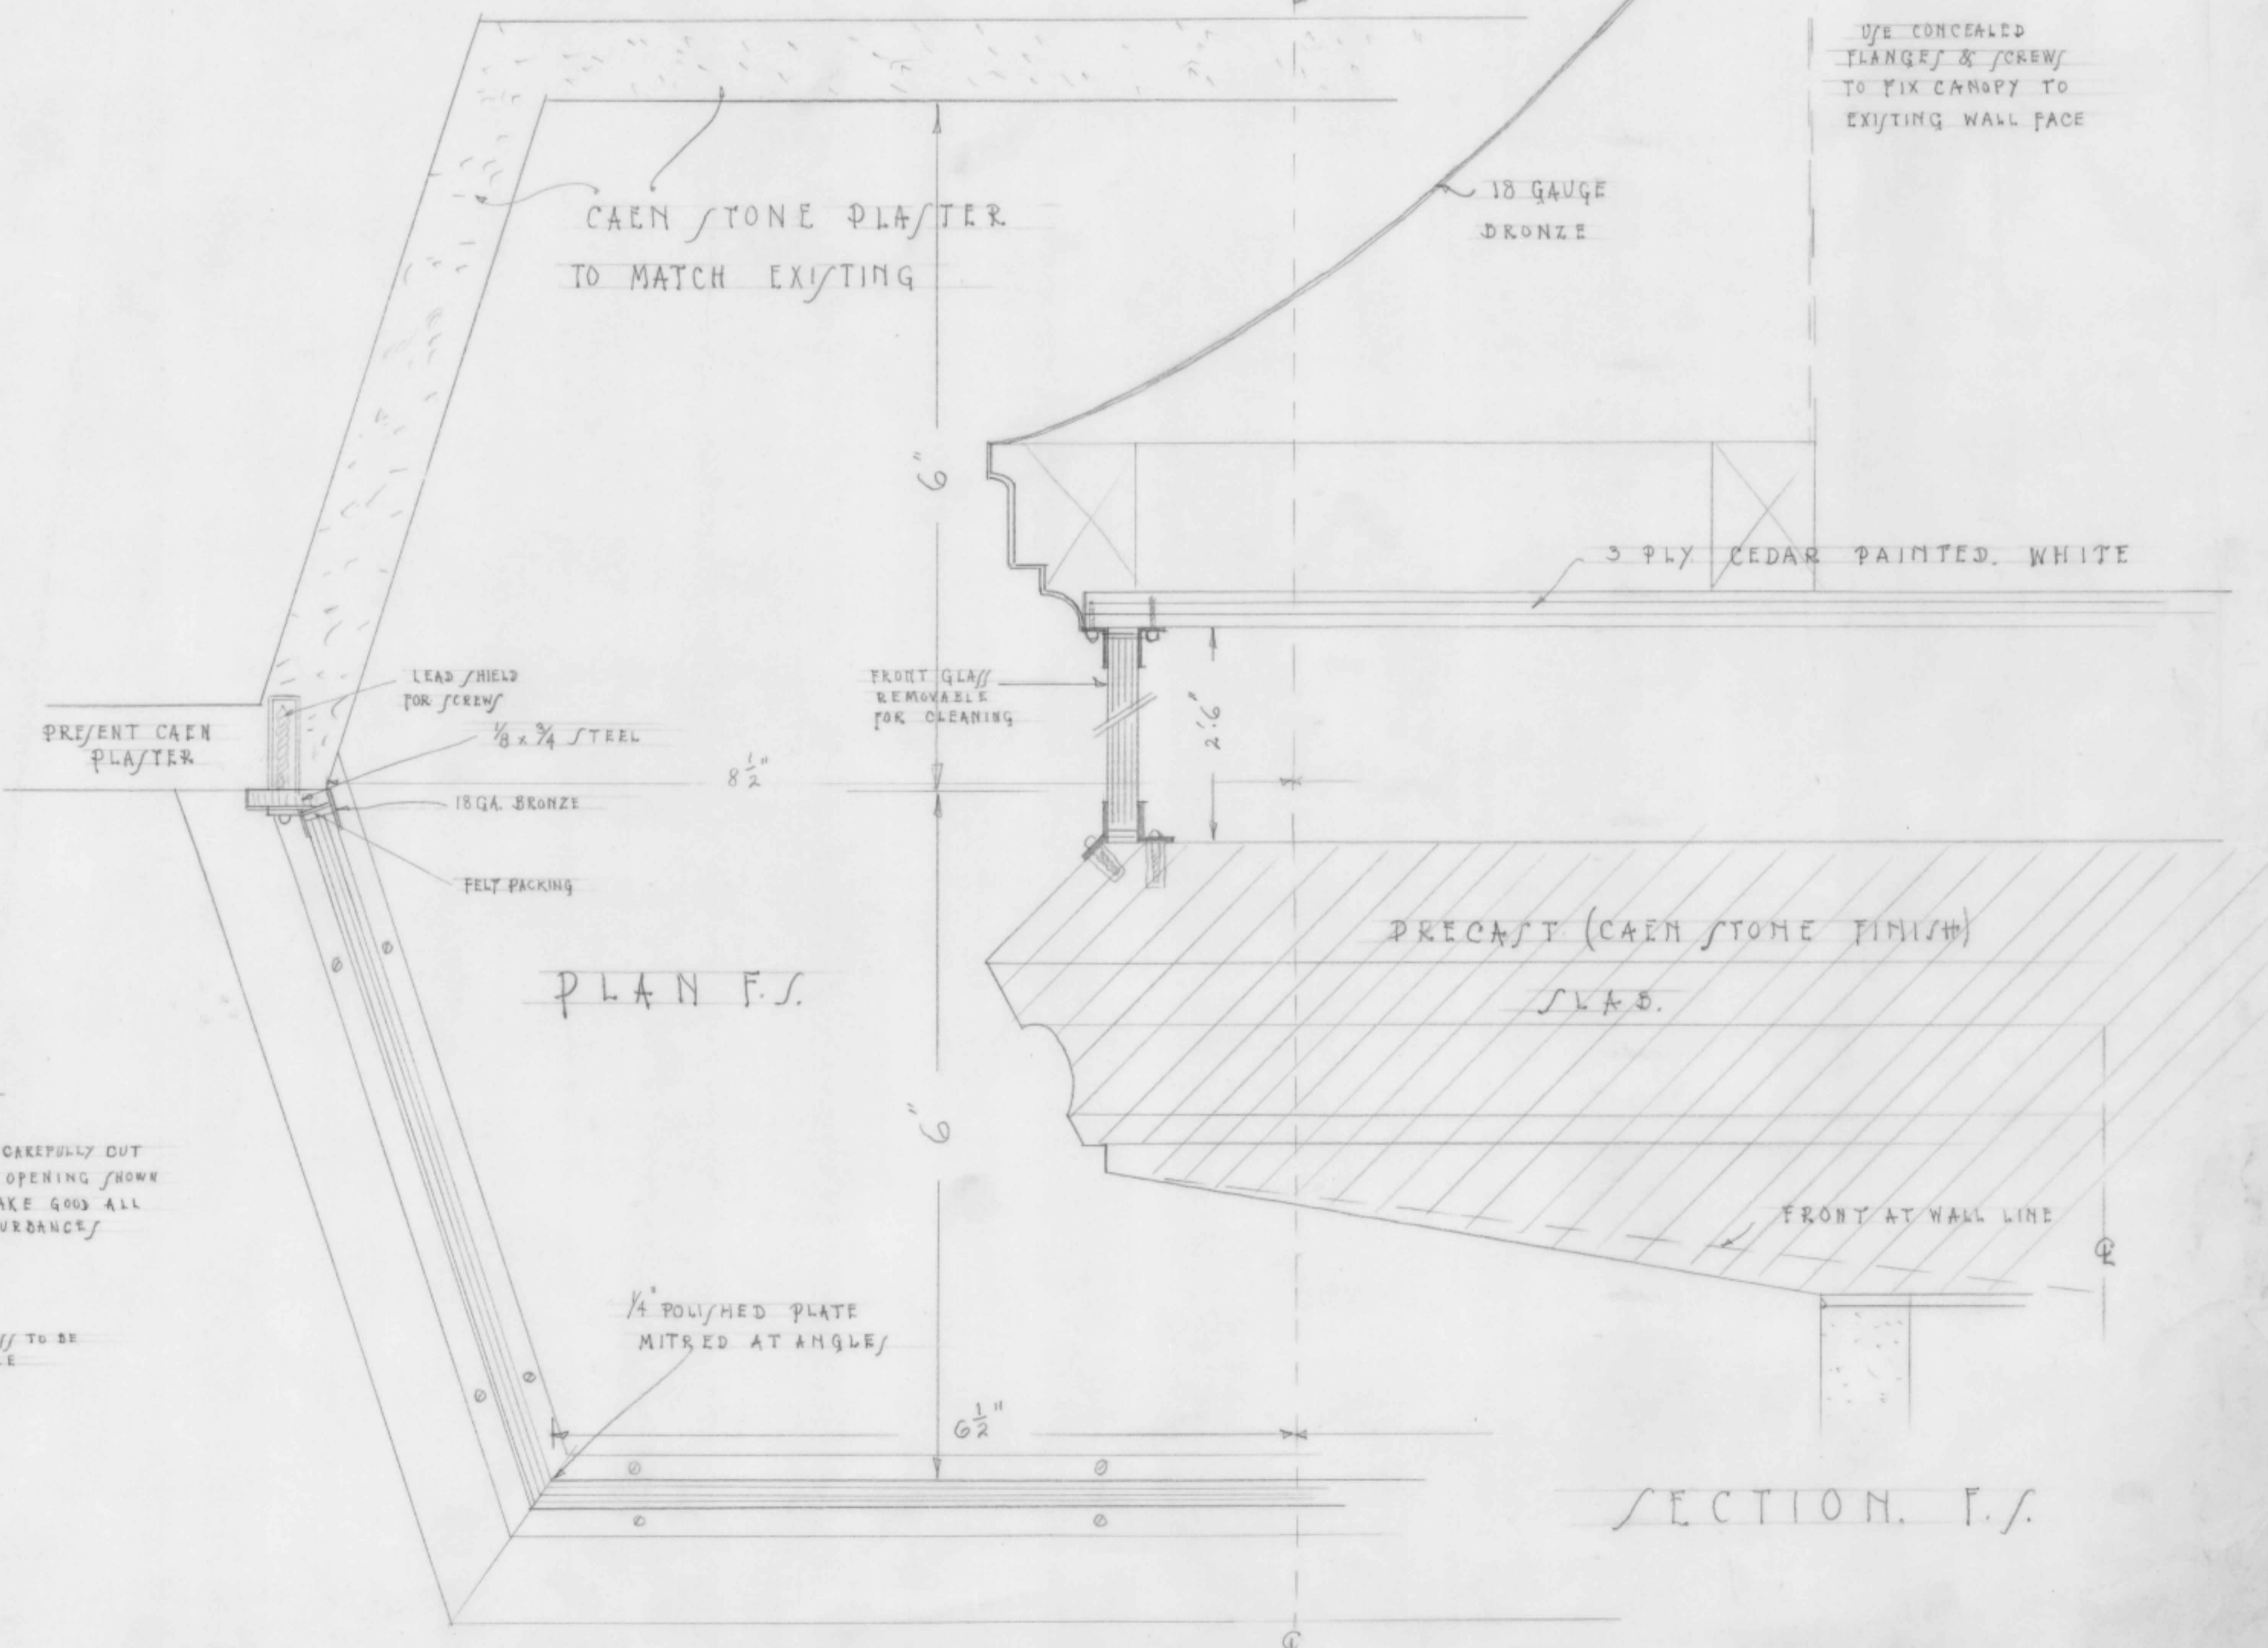 USE CONCEALED
FLANGES & SCREWS
TO FIX CANOPY TO
EXISTING WALL FACE
18 GAUGE
BRONZE
CAEN STONE PLASTER
TO MATCH EXISTING
6"
3 PLY CEDAR PAINTED. WHITE
LEAD SHIELD
FOR SCREWS
FRONT GLASS
REMOVABLE
FOR CLEANING
PRESENT CAEN
PLASTER
1/8 x 3/4 STEEL
2'.6"
8 1/2"
18 GA. BRONZE
FELT PACKING
PRECAST (CAEN STONE FINISH)
SLAB.
PLAN F.S.
6"
CAREFULLY CUT
OPENING SHOWN
AKE GOOD ALL
URBANCES
FRONT AT WALL LINE
℄
1/4" POLISHED PLATE
MITRED AT ANGLES
SS TO BE
LE
6 1/2"
SECTION. F.S.
℄